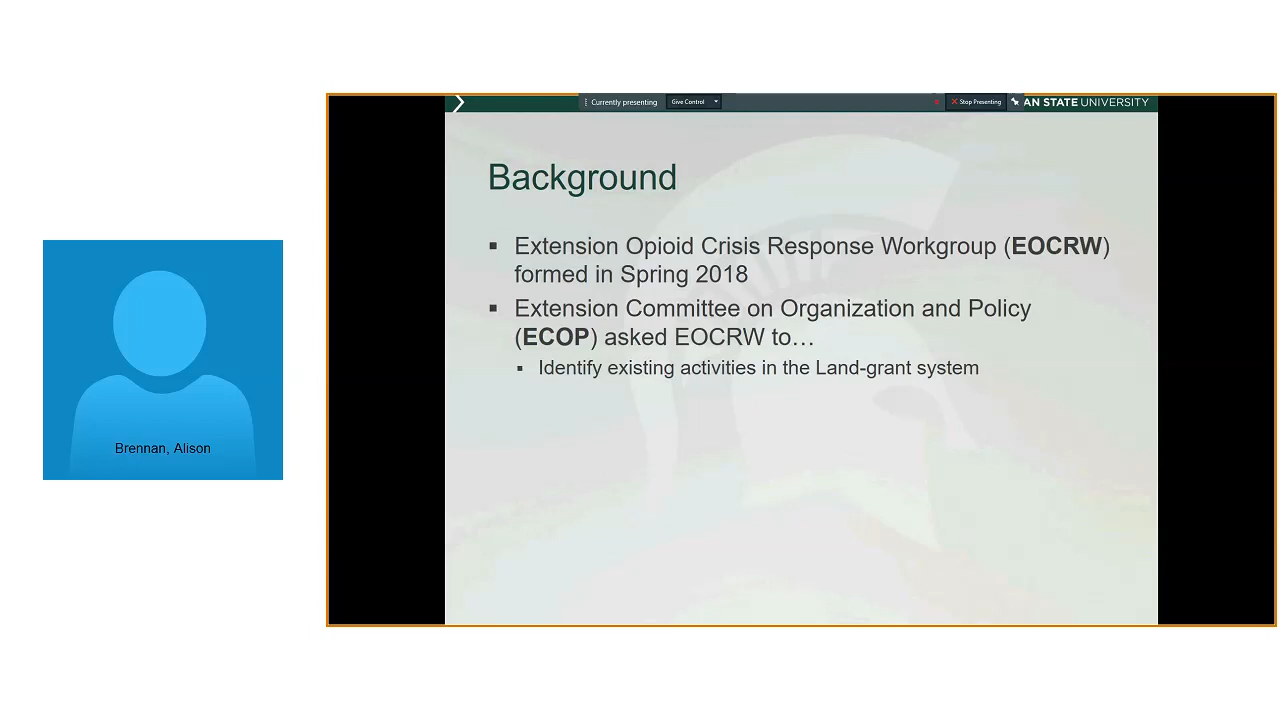 Currently presenting
Give Control
Stop Presenting
AN STATE UNIVERSITY
Background
▪ Extension Opioid Crisis Response Workgroup (EOCRW)
formed in Spring 2018
▪ Extension Committee on Organization and Policy
(ECOP) asked EOCRW to…
▪ Identify existing activities in the Land-grant system
Brennan, Alison